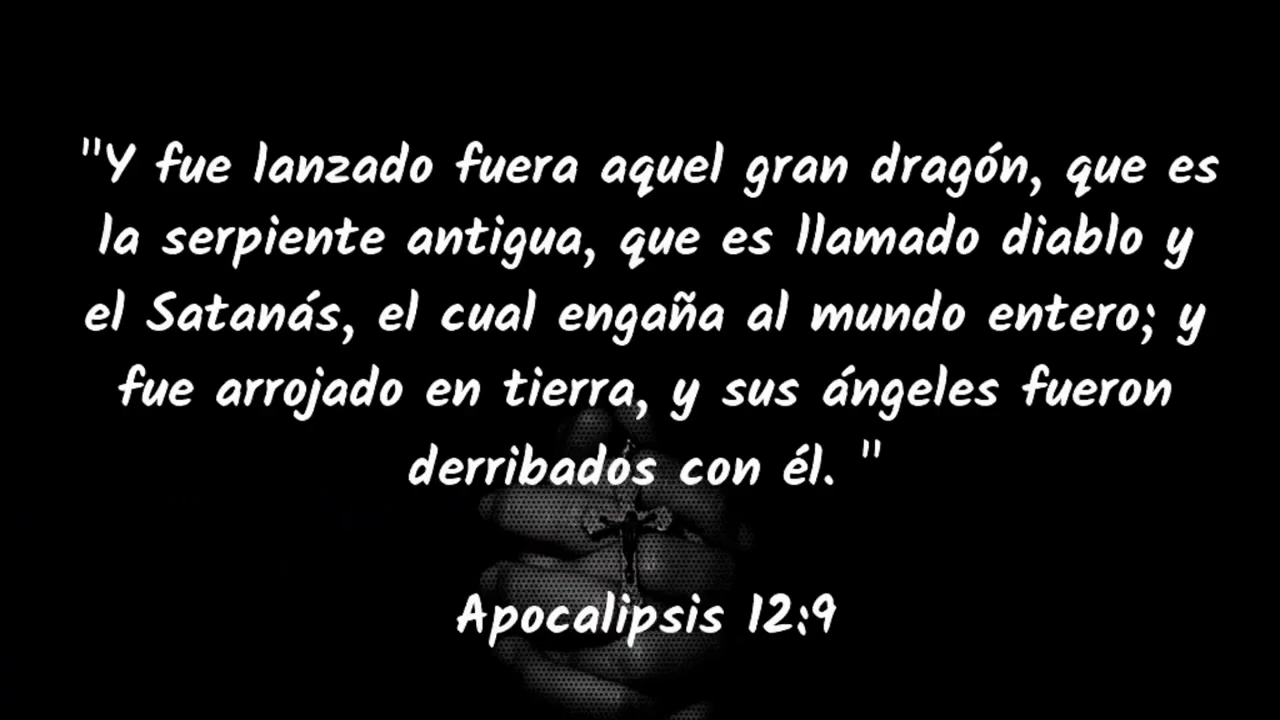 "Y fue lanzado fuera aquel gran dragón, que es
la serpiente antigua, que es llamado diablo y
el Satanás, el cual engaña al mundo entero; y
fue arrojado en tierra, y sus ángeles fueron
derribados con él. "
Apocalipsis 12:9